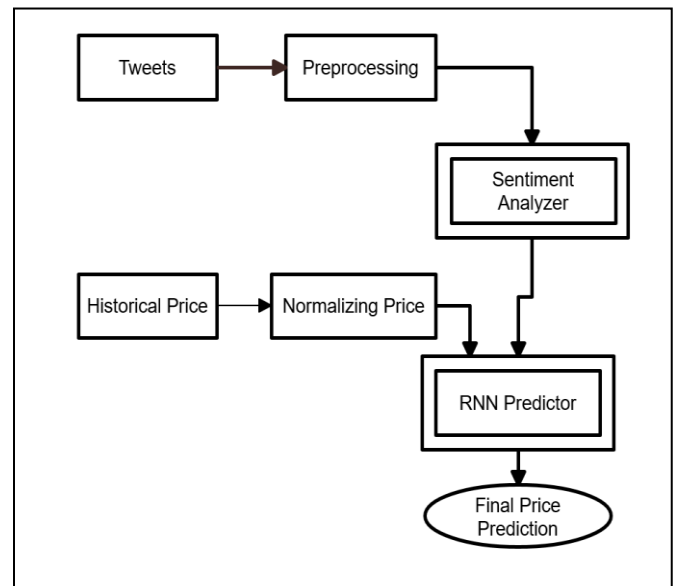 Tweets
Preprocessing
Sentiment
Analyzer
Historical Price
Normalizing Price
RNN Predictor
Final Price
Prediction